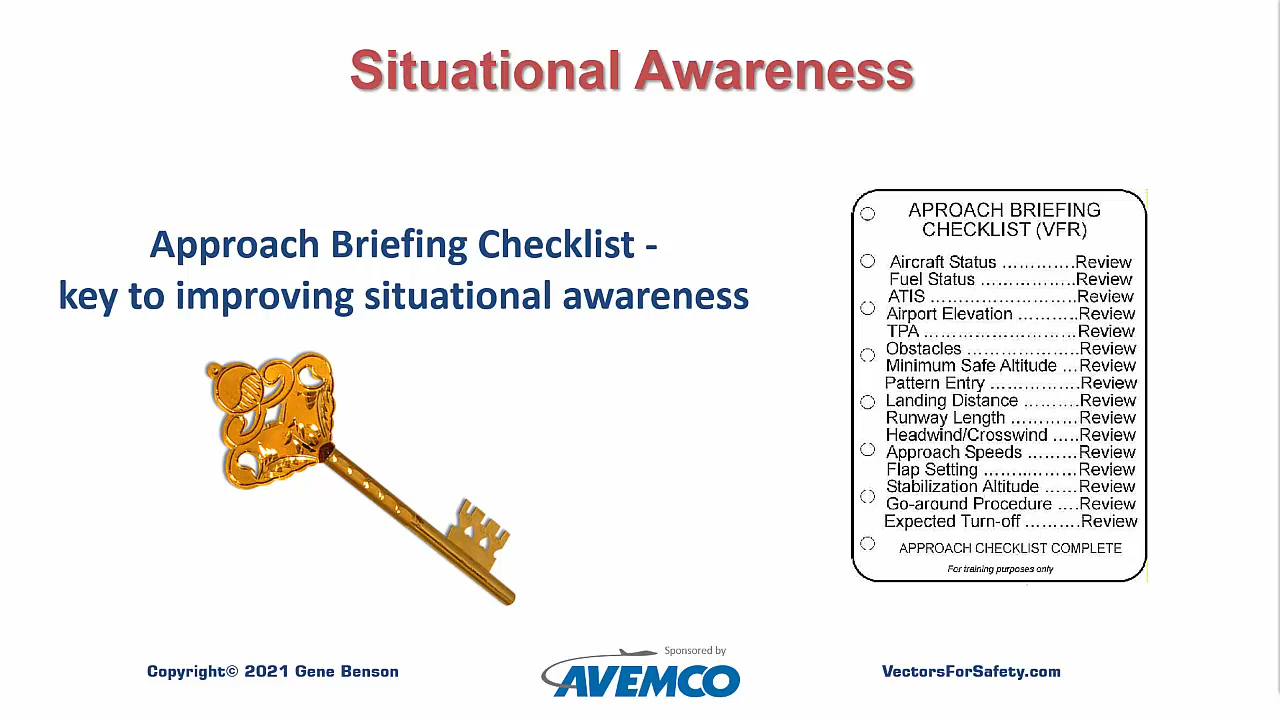 Situational Awareness
Approach Briefing Checklist -
key to improving situational awareness
APROACH BRIEFING
CHECKLIST (VFR)
Aircraft Status ………….Review
Fuel Status ……………..Review
ATIS ……………………..Review
Airport Elevation ………..Review
TPA ……………………….Review
Obstacles ………………..Review
Minimum Safe Altitude …Review
Pattern Entry …………….Review
Landing Distance ……….Review
Runway Length …………Review
Headwind/Crosswind …..Review
Approach Speeds ………Review
Flap Setting ……..………Review
Stabilization Altitude ……Review
Go-around Procedure ….Review
Expected Turn-off ……….Review
APPROACH CHECKLIST COMPLETE
For training purposes only
Copyright© 2021 Gene Benson
Sponsored by
AVEMCO
VectorsForSafety.com